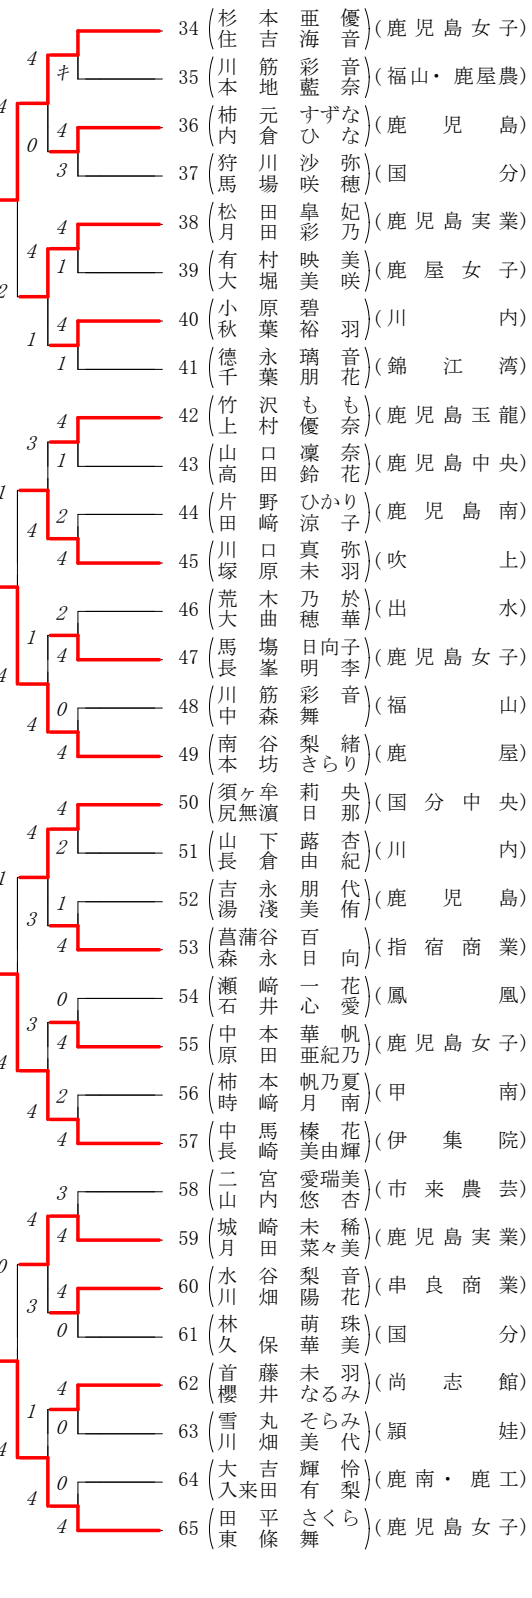 34 (杉本亜優 住吉海音) (鹿児島女子)
4
キ
35 (川筋彩音 本地藍奈) (福山・鹿屋農)
4
0
4
36 (柿元すずな 内倉ひな) (鹿児島)
3
37 (狩川沙弥 馬場咲穂) (国分)
4
38 (松田皐妃 月田彩乃) (鹿児島実業)
4
1
39 (有村映美 大堀美咲) (鹿屋女子)
2
1
4
40 (小原碧 秋葉裕羽) (川内)
1
41 (德永璃音 千葉朋花) (錦江湾)
4
42 (竹沢もも 上村優奈) (鹿児島玉龍)
3
1
43 (山口凜奈 高田鈴花) (鹿児島中央)
1
4
2
44 (片野ひかり 田﨑涼子) (鹿児島南)
4
45 (川口真弥 塚原未羽) (吹上)
2
46 (荒木乃於 大曲穂華) (出水)
1
4
47 (馬場日向子 長峯明李) (鹿児島女子)
4
4
0
48 (川筋彩音 中森舞) (福山)
4
49 (南谷梨緒 本坊きらり) (鹿屋)
4
50 (須ヶ牟莉央 尻無濵日那) (国分中央)
4
2
51 (山下蕗杏 長倉由紀) (川内)
1
3
1
52 (吉永朋代 湯淺美侑) (鹿児島)
4
53 (菖蒲谷百 森永日向) (指宿商業)
0
54 (瀬﨑一花 石井心愛) (鳳凰)
3
4
55 (中本華帆 原田亜紀乃) (鹿児島女子)
4
4
2
56 (柿本帆乃夏 時﨑月南) (甲南)
4
57 (中馬榛花 長崎美由輝) (伊集院)
3
58 (二宮愛瑞美 山内悠杏) (市来農芸)
4
4
59 (城崎未稀 月田菜々美) (鹿児島実業)
0
3
4
60 (水谷梨音 川畑陽花) (串良商業)
0
61 (林萌珠 久保華美) (国分)
4
62 (首藤未羽 櫻井なるみ) (尚志館)
1
0
63 (雪丸そらみ 川畑美代) (頴娃)
4
4
0
64 (大吉輝怜 入来田有梨) (鹿南・鹿工)
4
65 (田平さくら 東條舞) (鹿児島女子)